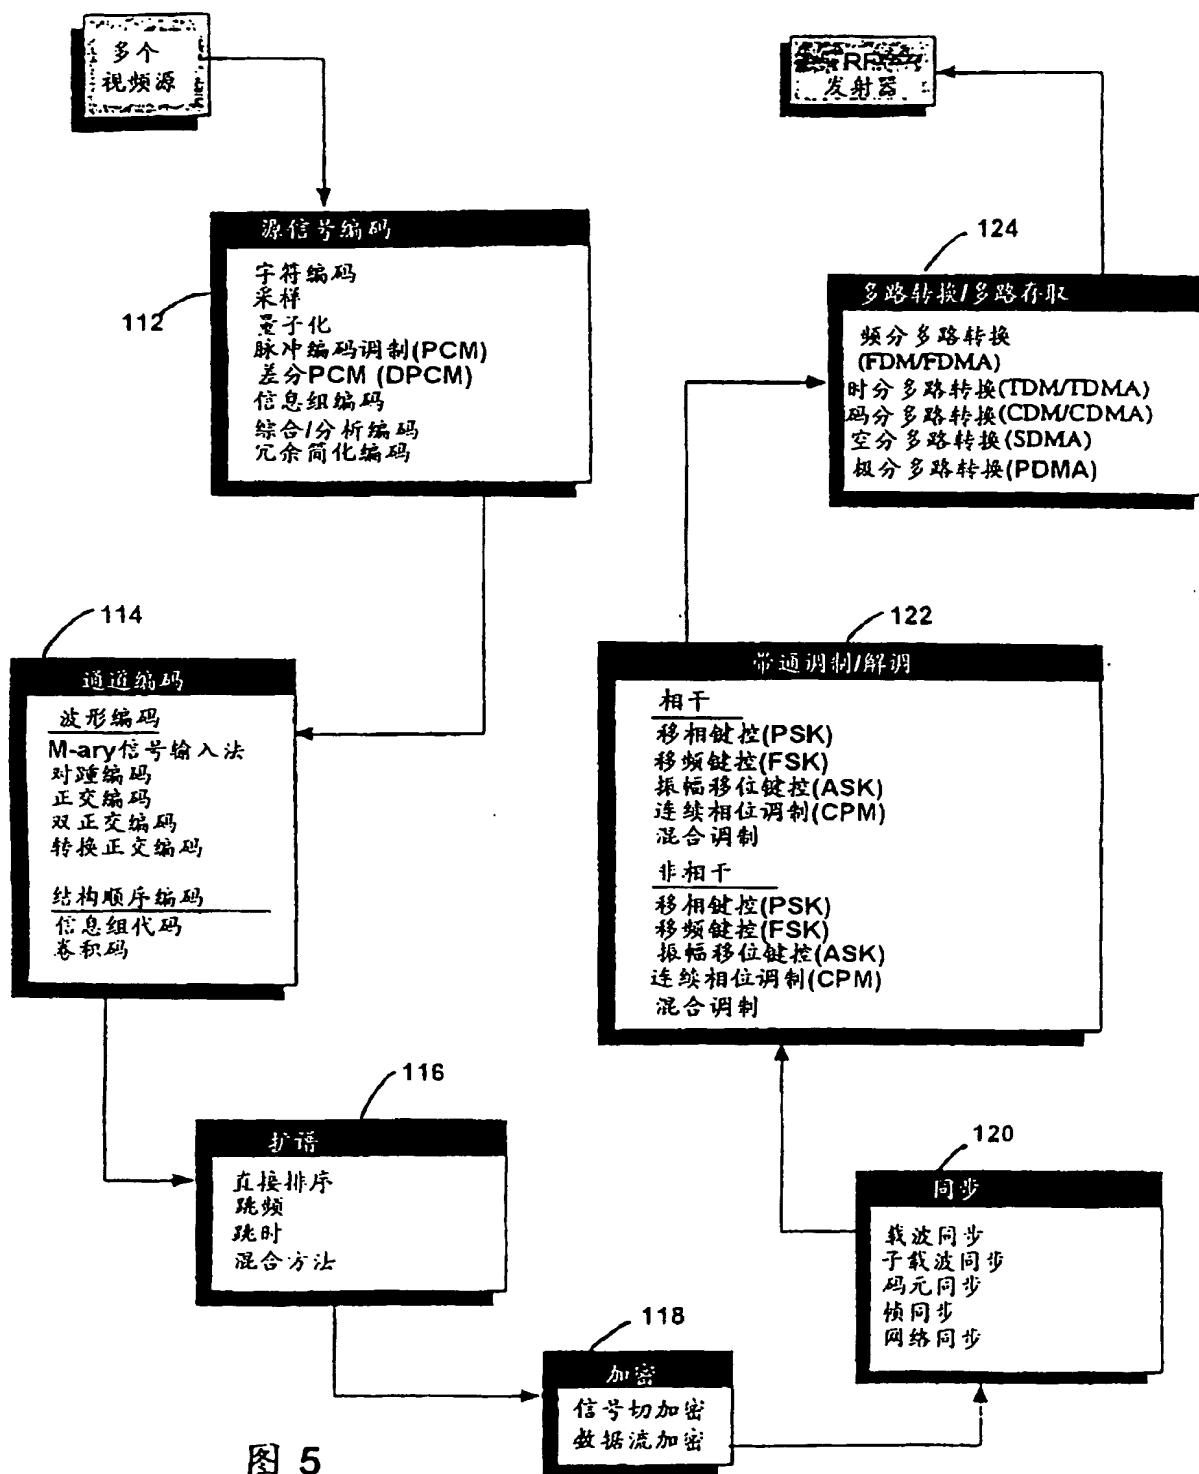 多个
视频源
RF
发射器
源信号编码
字符编码
采样
量子化
脉冲编码调制(PCM)
差分PCM (DPCM)
信息组编码
综合/分析编码
冗余简化编码
112
124
多路转换/多路存取
频分多路转换
(FDM/FDMA)
时分多路转换(TDM/TDMA)
码分多路转换(CDM/CDMA)
空分多路转换(SDMA)
极分多路转换(PDMA)
114
通道编码
波形编码
M-ary信号输入法
对踵编码
正交编码
双正交编码
转换正交编码
结构顺序编码
信息组代码
卷积码
122
带通调制/解调
相干
移相键控(PSK)
移频键控(FSK)
振幅移位键控(ASK)
连续相位调制(CPM)
混合调制
非相干
移相键控(PSK)
移频键控(FSK)
振幅移位键控(ASK)
连续相位调制(CPM)
混合调制
116
扩谱
直接排序
跳频
跳时
混合方法
118
加密
信号切加密
数据流加密
120
同步
载波同步
子载波同步
码元同步
帧同步
网络同步
图 5